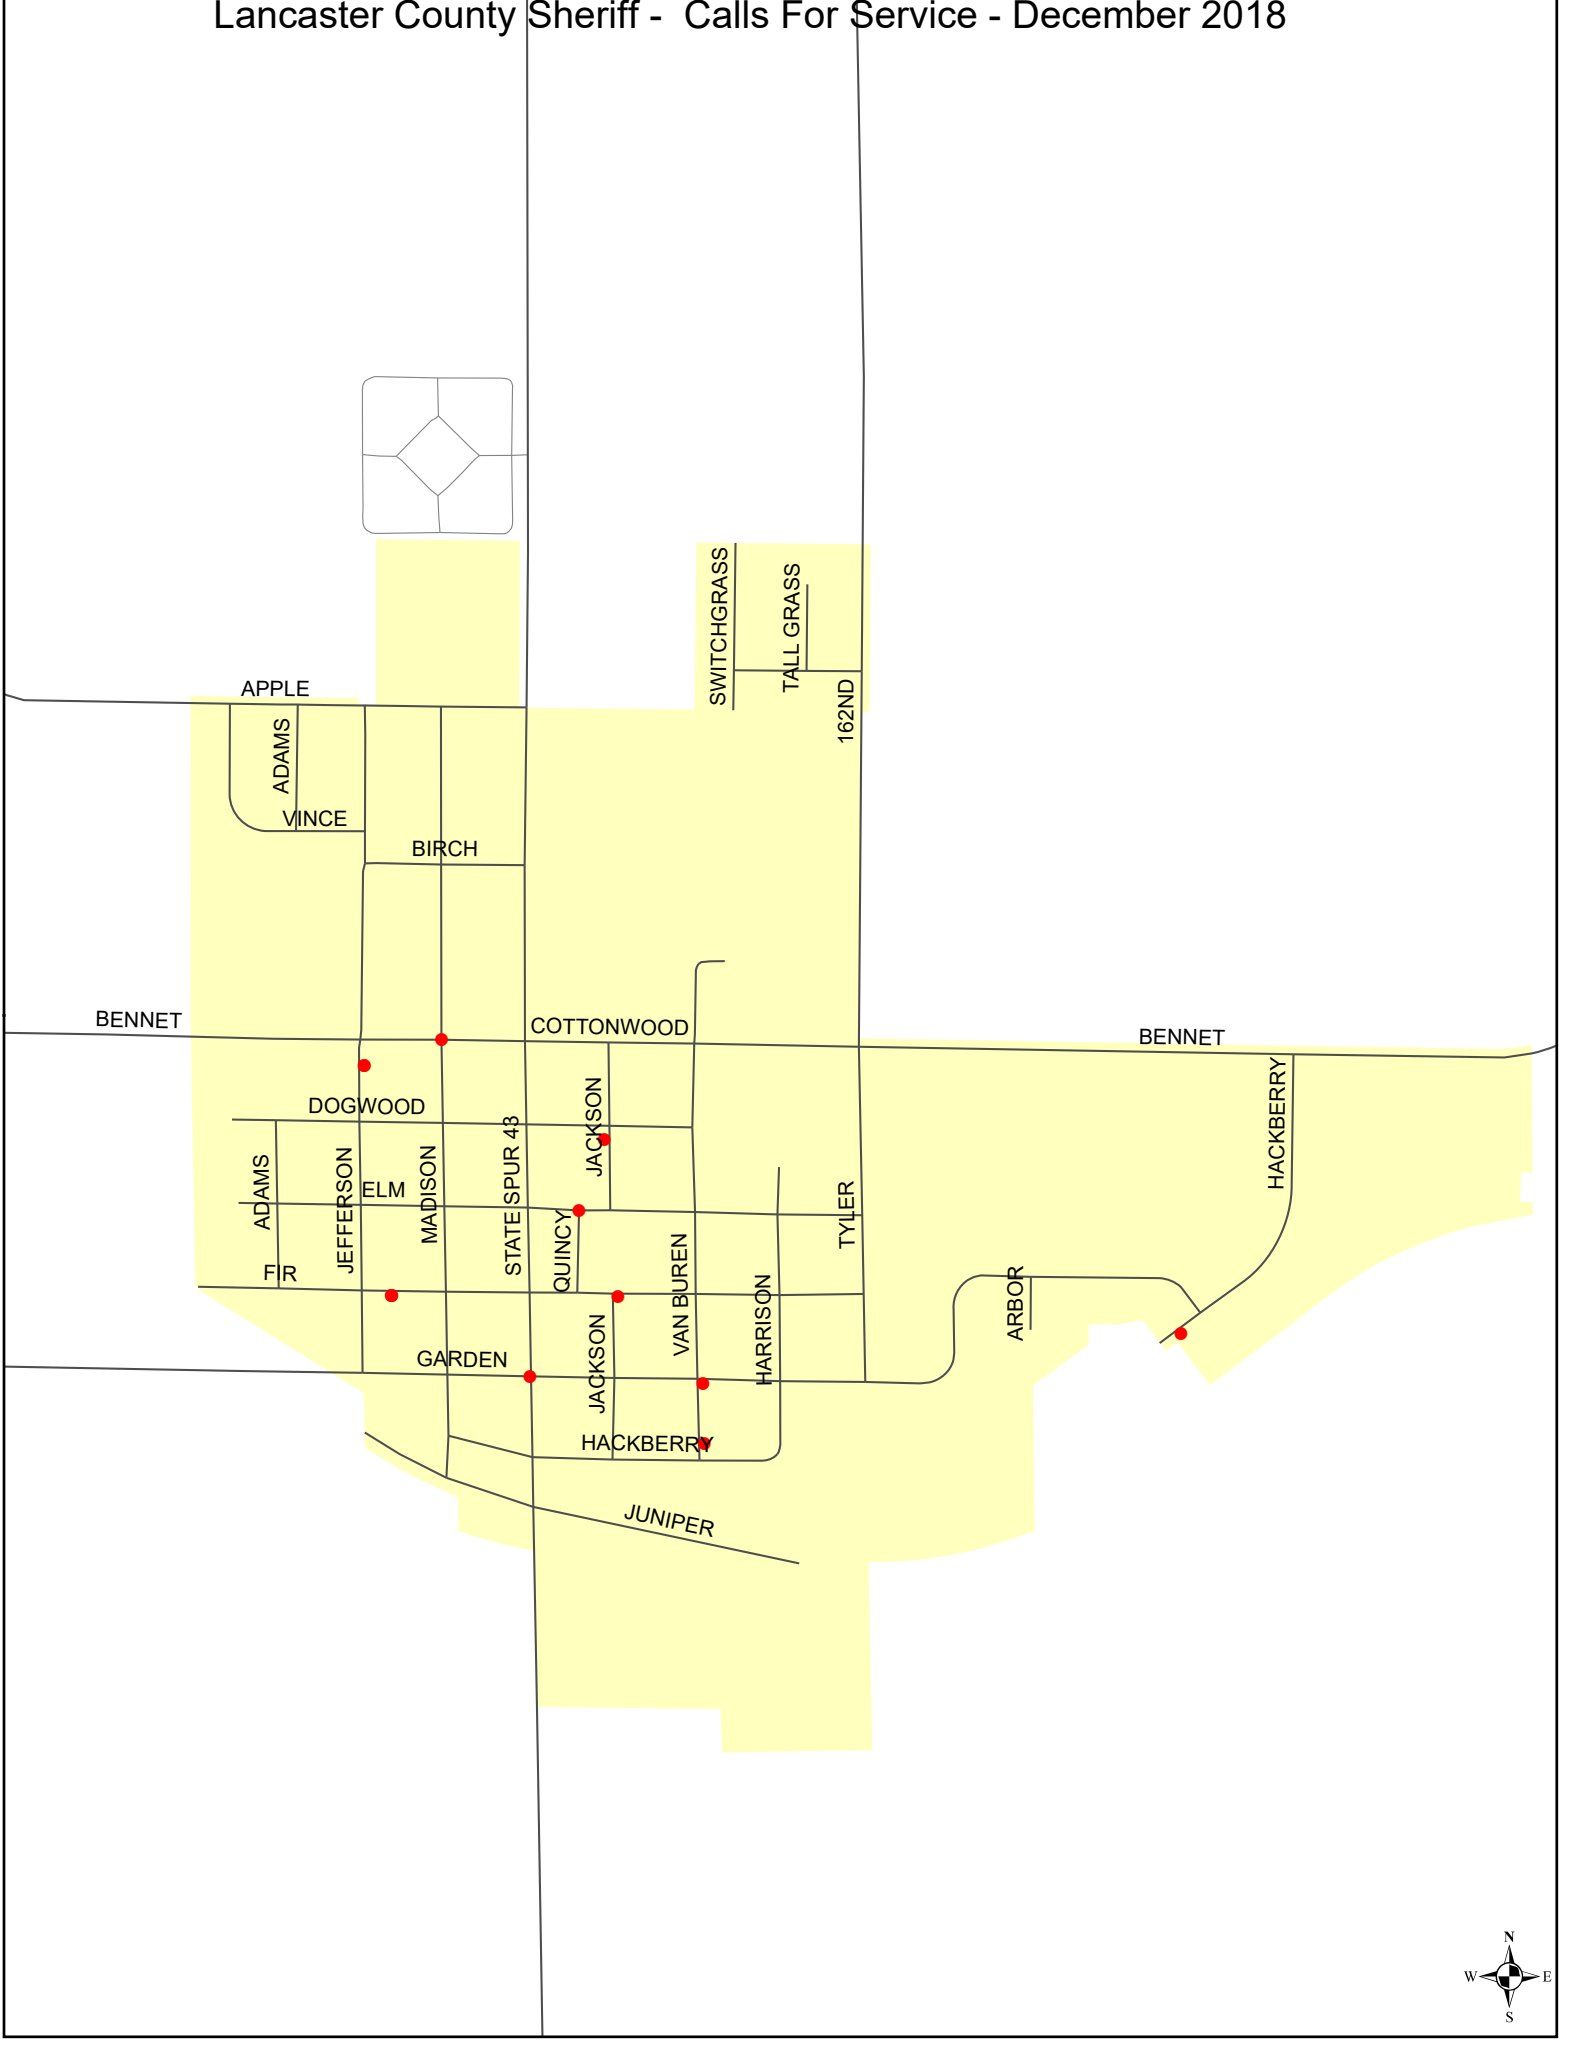 Lancaster County Sheriff - Calls For Service - December 2018
SWITCHGRASS
TALL GRASS
APPLE
162ND
ADAMS
VINCE
BIRCH
BENNET
COTTONWOOD
BENNET
HACKBERRY
DOGWOOD
JACKSON
STATE SPUR 43
ADAMS
JEFFERSON
MADISON
ELM
TYLER
QUINCY
VAN BUREN
FIR
HARRISON
ARBOR
JACKSON
GARDEN
HACKBERRY
JUNIPER
N
W E
S